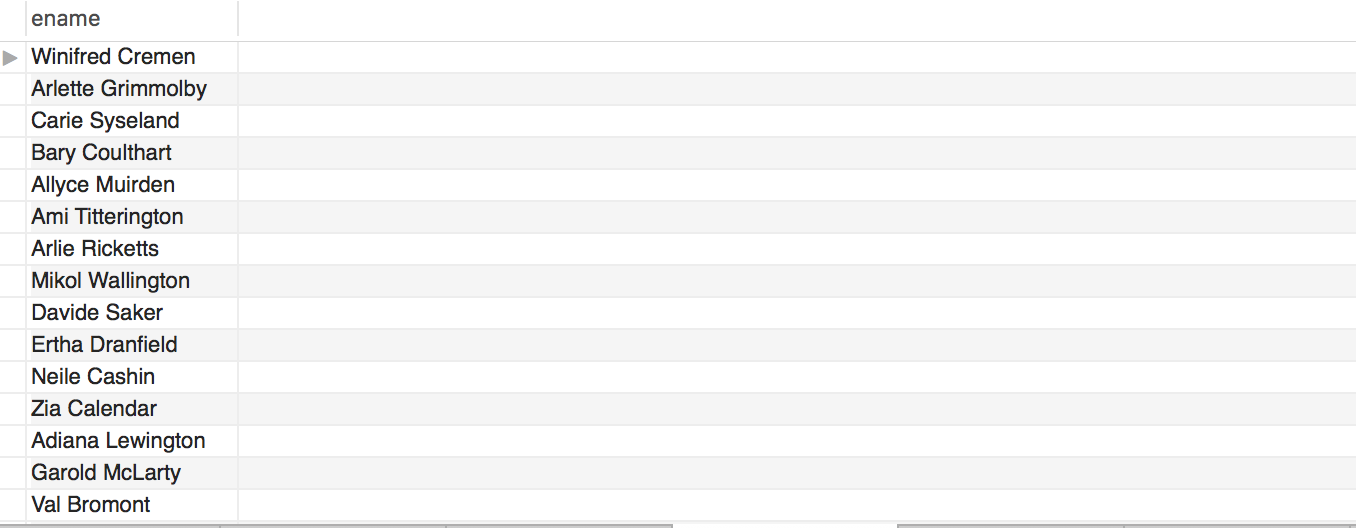 ename
Winifred Cremen
Arlette Grimmolby
Carie Syseland
Bary Coulthart
Allyce Muirden
Ami Titterington
Arlie Ricketts
Mikol Wallington
Davide Saker
Ertha Dranfield
Neile Cashin
Zia Calendar
Adiana Lewington
Garold McLarty
Val Bromont